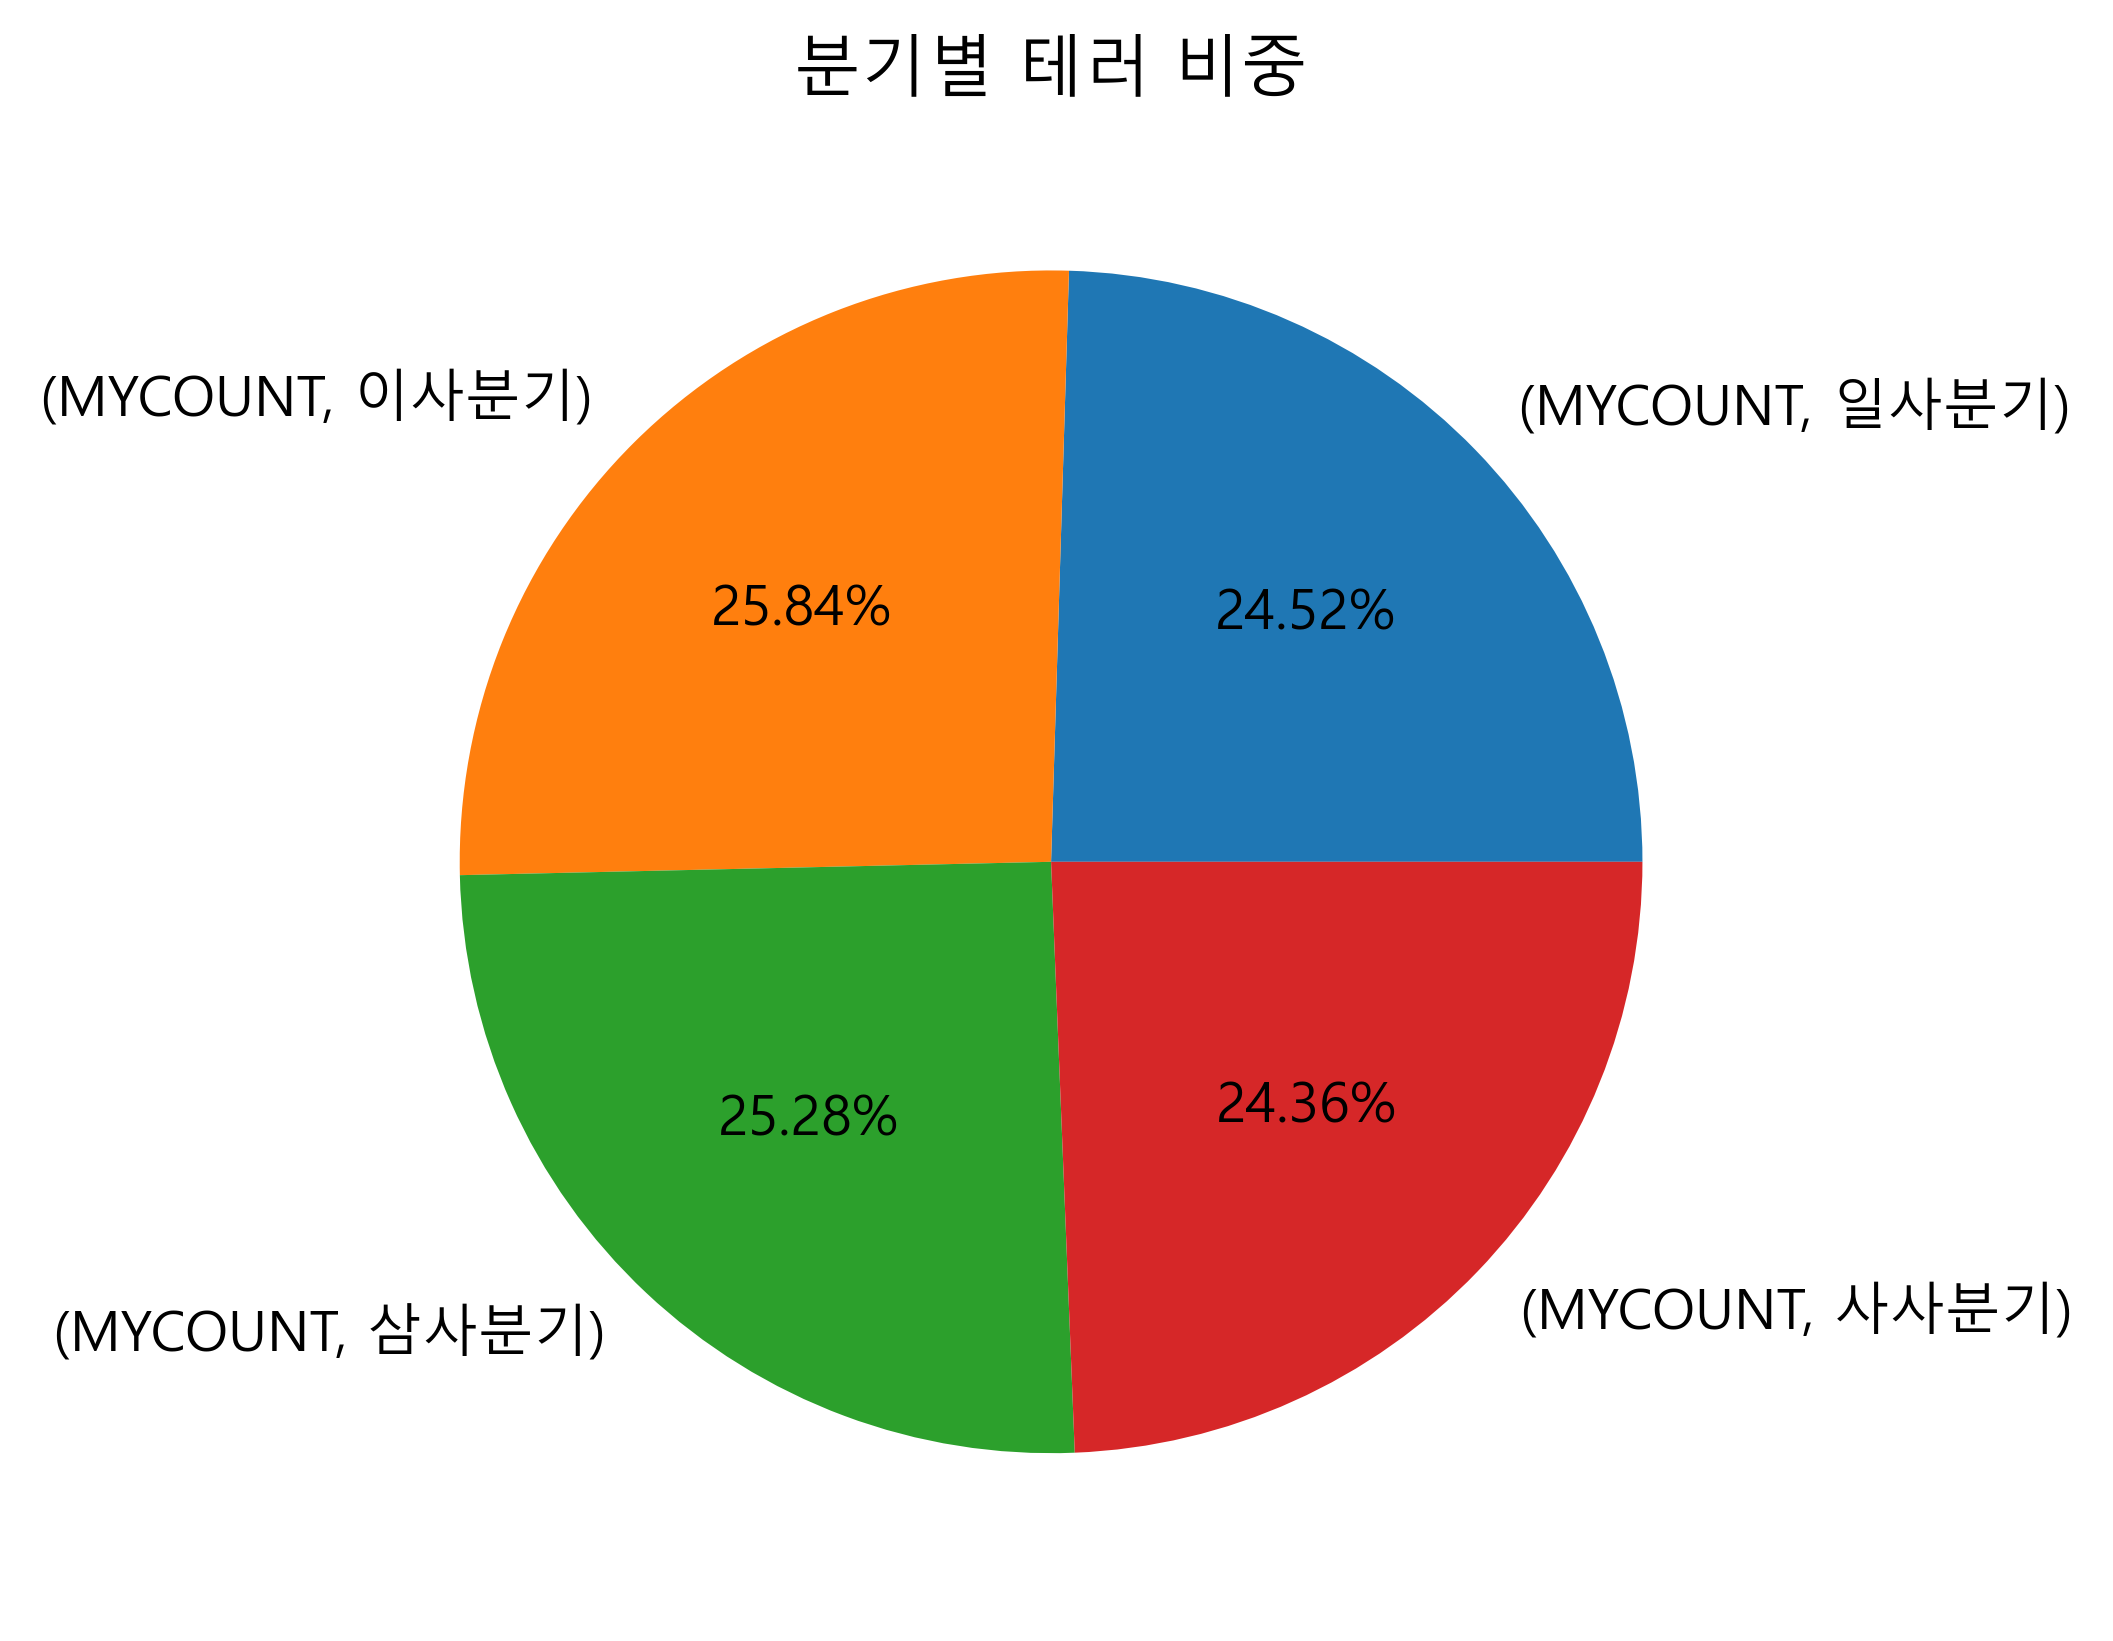 분기별 테러 비중
(MYCOUNT, 이사분기)
(MYCOUNT, 일사분기)
25.84%
24.52%
25.28%
24.36%
(MYCOUNT, 삼사분기)
(MYCOUNT, 사사분기)